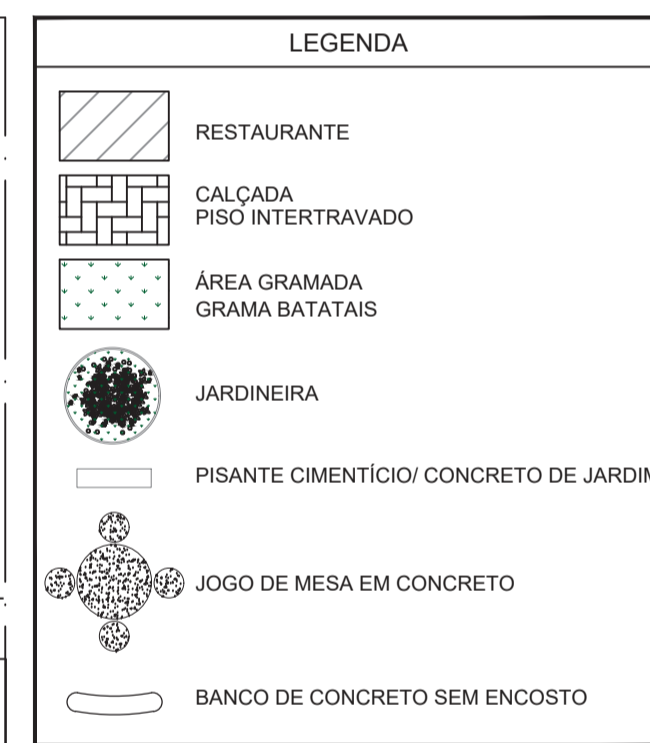 LEGENDA
RESTAURANTE
CALÇADA
PISO INTERTRAVADO
ÁREA GRAMADA
GRAMA BATATAIS
JARDINEIRA
PISANTE CIMENTÍCIO/ CONCRETO DE JARDIM
JOGO DE MESA EM CONCRETO
BANCO DE CONCRETO SEM ENCOSTO